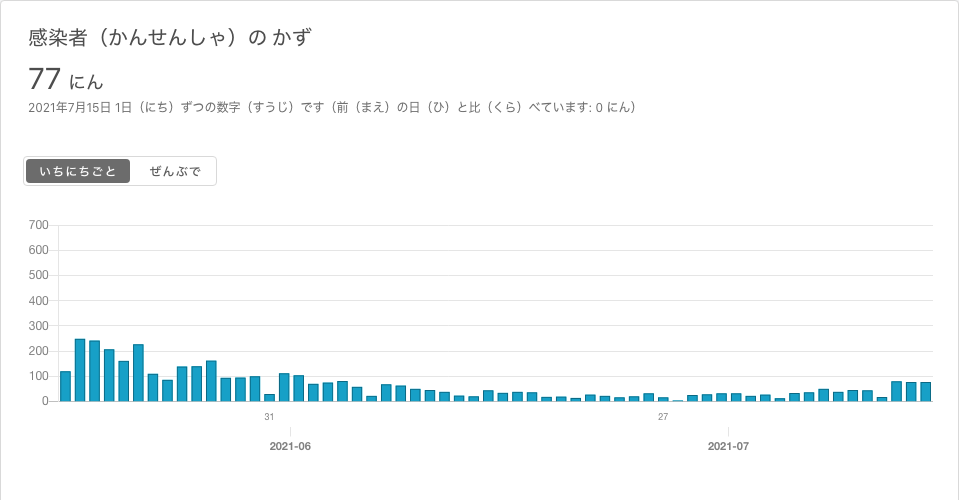 感染者（かんせんしゃ）の かず
77 にん
2021年7月15日 1日（にち）ずつの数字（すうじ）です（前（まえ）の日（ひ）と比（くら）べています: 0 にん）
いちにちごと ぜんぶで
700
600
500
400
300
200
100
0
31 27
2021-06 2021-07